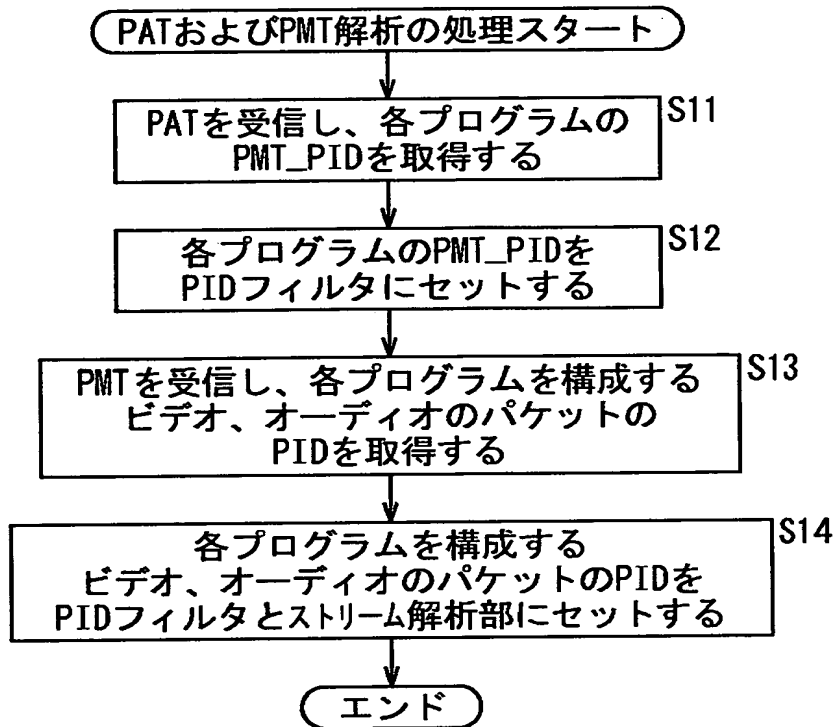 PATおよびPMT解析の処理スタート
S11
PATを受信し、各プログラムの
PMT_PIDを取得する
S12
各プログラムのPMT_PIDを
PIDフィルタにセットする
S13
PMTを受信し、各プログラムを構成する
ビデオ、オーディオのパケットの
PIDを取得する
S14
各プログラムを構成する
ビデオ、オーディオのパケットのPIDを
PIDフィルタとストリーム解析部にセットする
エンド